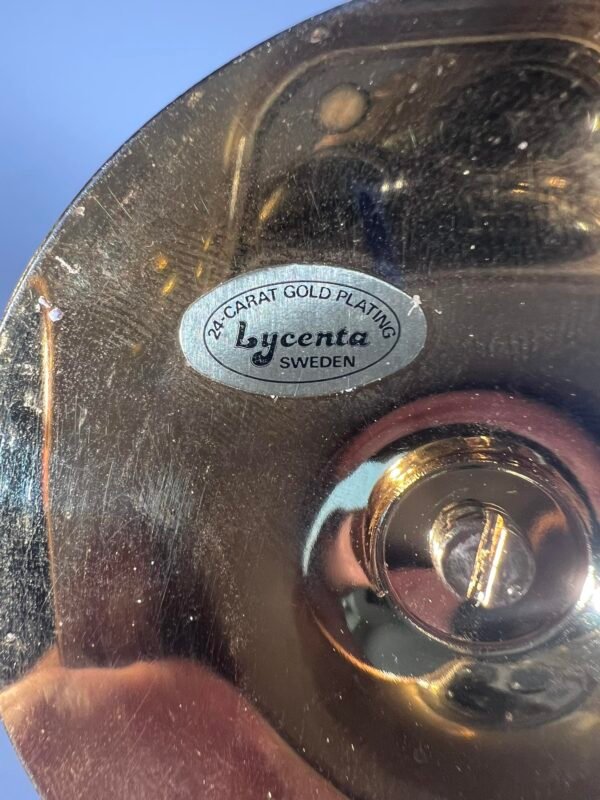 24-CARAT GOLD PLATING
Lycenta
SWEDEN